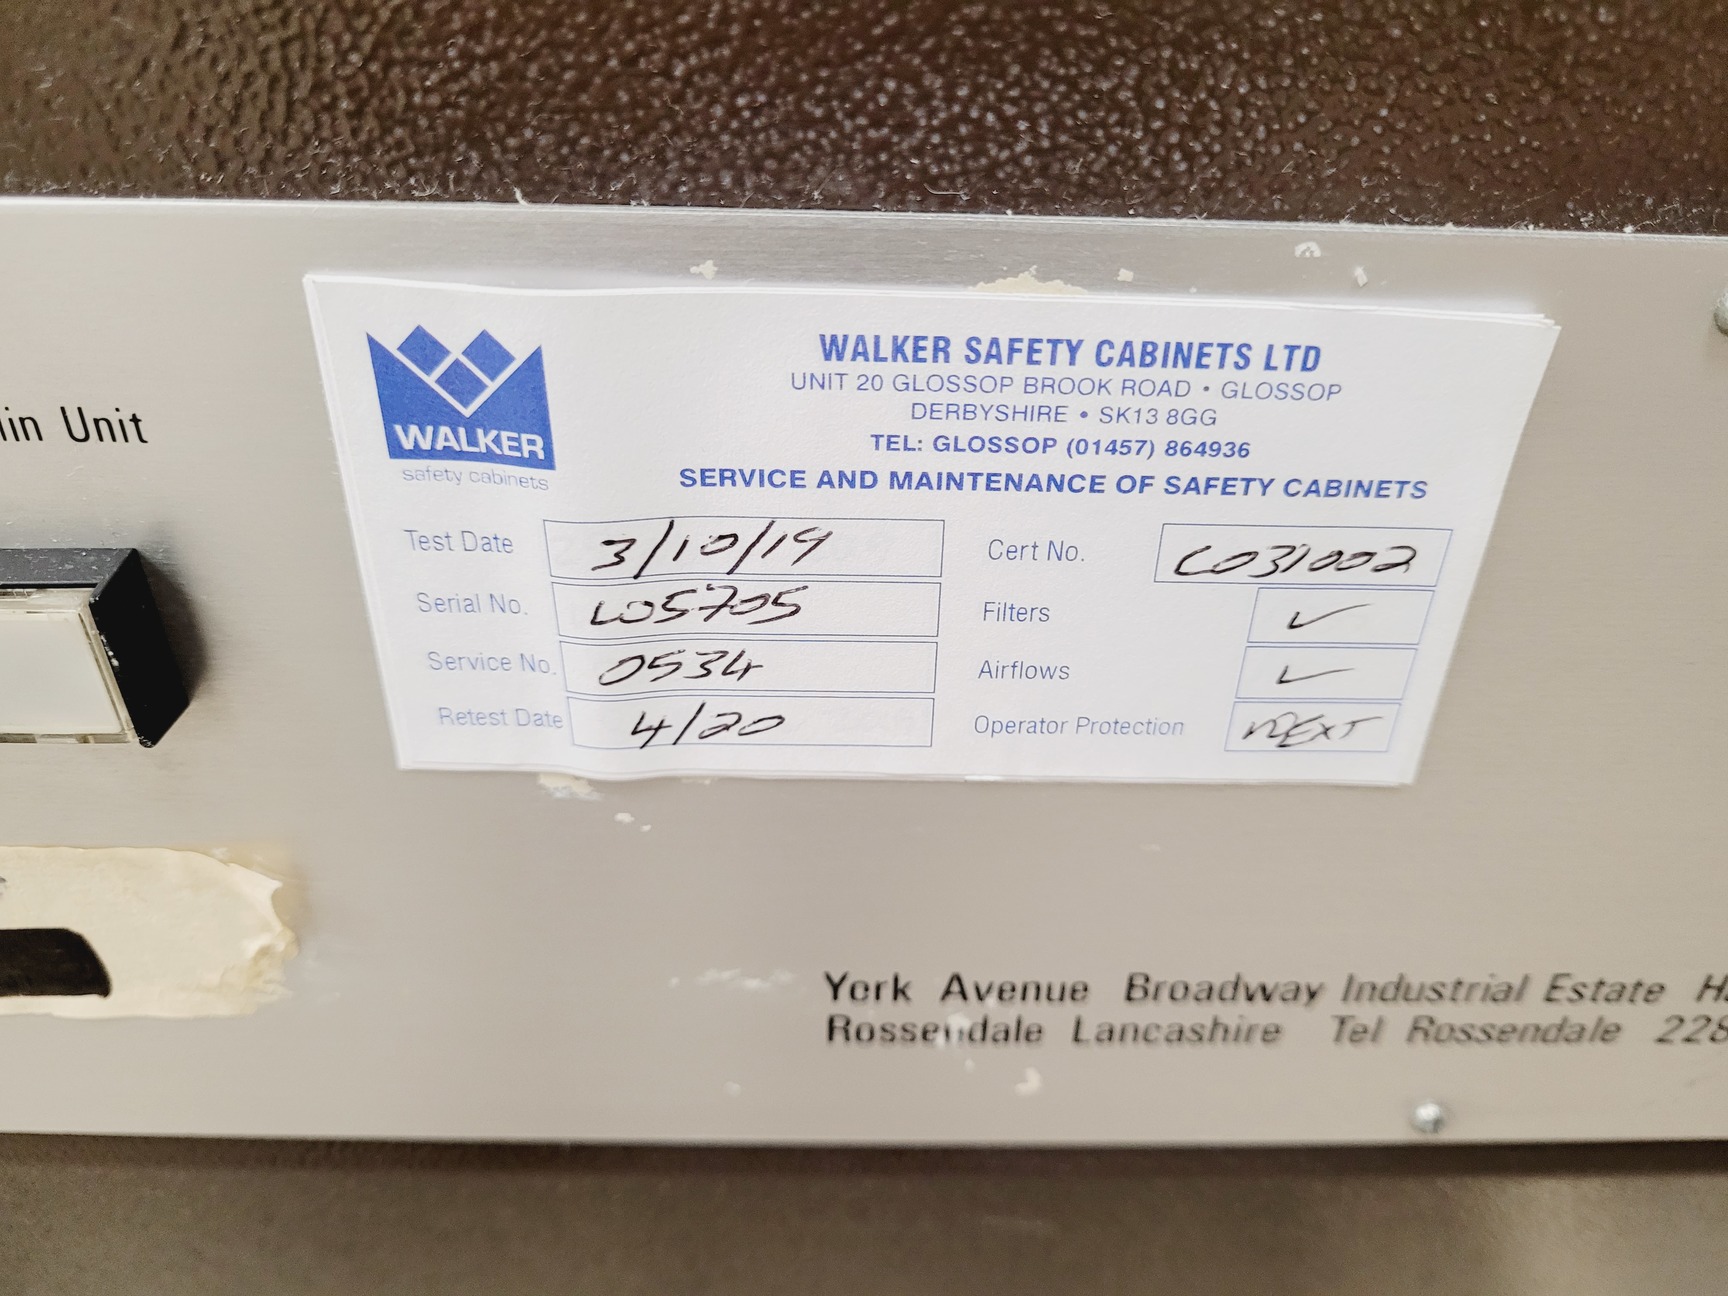 in Unit
WALKER
safety cabinets
WALKER SAFETY CABINETS LTD
UNIT 20 GLOSSOP BROOK ROAD • GLOSSOP
DERBYSHIRE • SK13 8GG
TEL: GLOSSOP (01457) 864936
SERVICE AND MAINTENANCE OF SAFETY CABINETS
Test Date 3/10/19
Serial No. L05705
Service No. 0534
Retest Date 4/20
Cert No. C031002
Filters ✓
Airflows ✓
Operator Protection NEXT
York Avenue Broadway Industrial Estate
Rossendale Lancashire Tel Rossendale 228